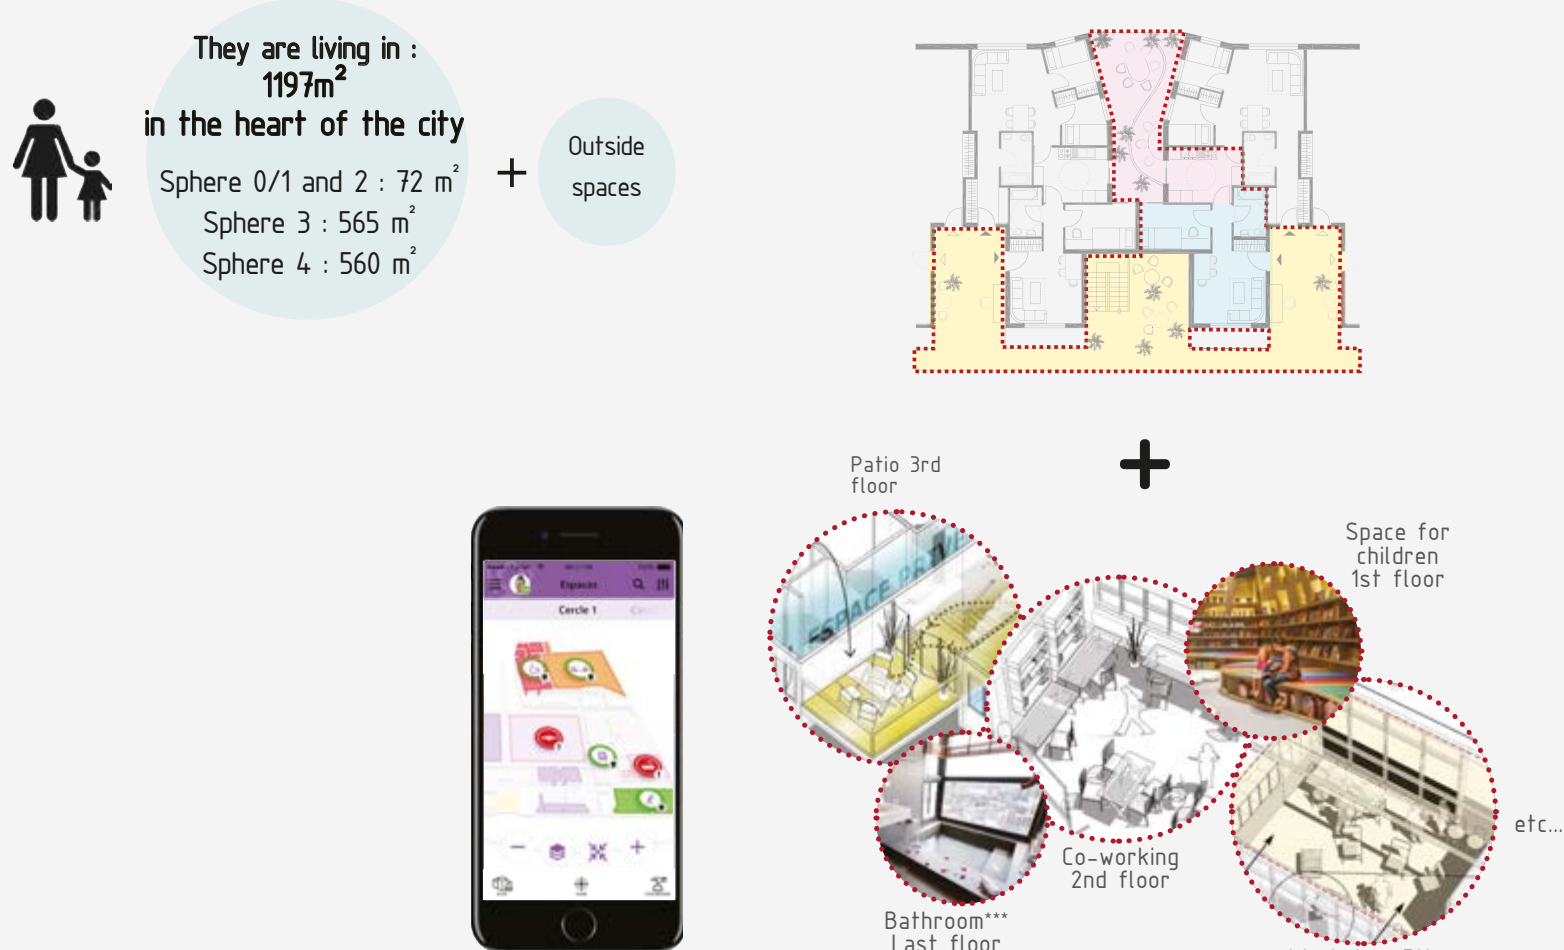 They are living in :
1197m²
in the heart of the city
Sphere 0/1 and 2 : 72 m²
Sphere 3 : 565 m²
Sphere 4 : 560 m²
+
Outside
spaces
+
Patio 3rd
floor
Space for
children
1st floor
ESPACE
Espaces
Cercle 1
etc...
Co-working
2nd floor
Bathroom***
Last floor